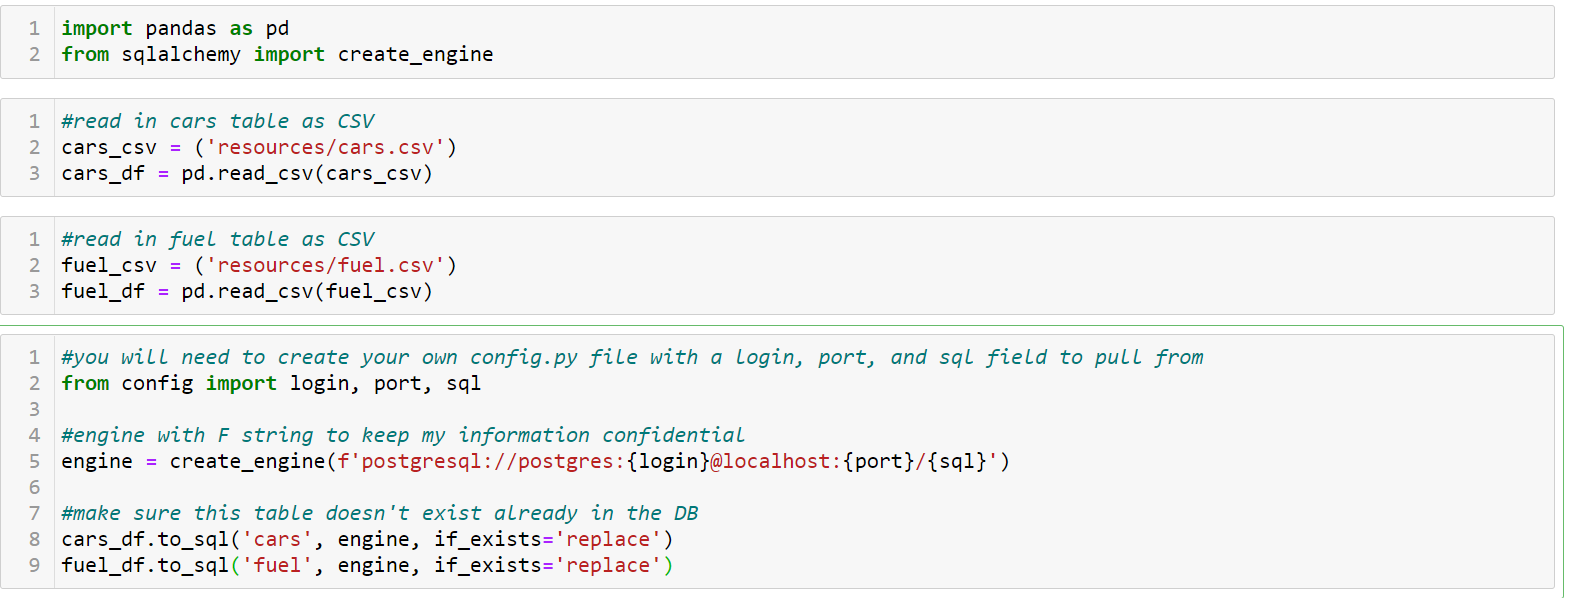 1 import pandas as pd
2 from sqlalchemy import create_engine
1 #read in cars table as CSV
2 cars_csv = ('resources/cars.csv')
3 cars_df = pd.read_csv(cars_csv)
1 #read in fuel table as CSV
2 fuel_csv = ('resources/fuel.csv')
3 fuel_df = pd.read_csv(fuel_csv)
1 #you will need to create your own config.py file with a login, port, and sql field to pull from
2 from config import login, port, sql
3
4 #engine with F string to keep my information confidential
5 engine = create_engine(f'postgresql://postgres:{login}@localhost:{port}/{sql}')
6
7 #make sure this table doesn't exist already in the DB
8 cars_df.to_sql('cars', engine, if_exists='replace')
9 fuel_df.to_sql('fuel', engine, if_exists='replace')